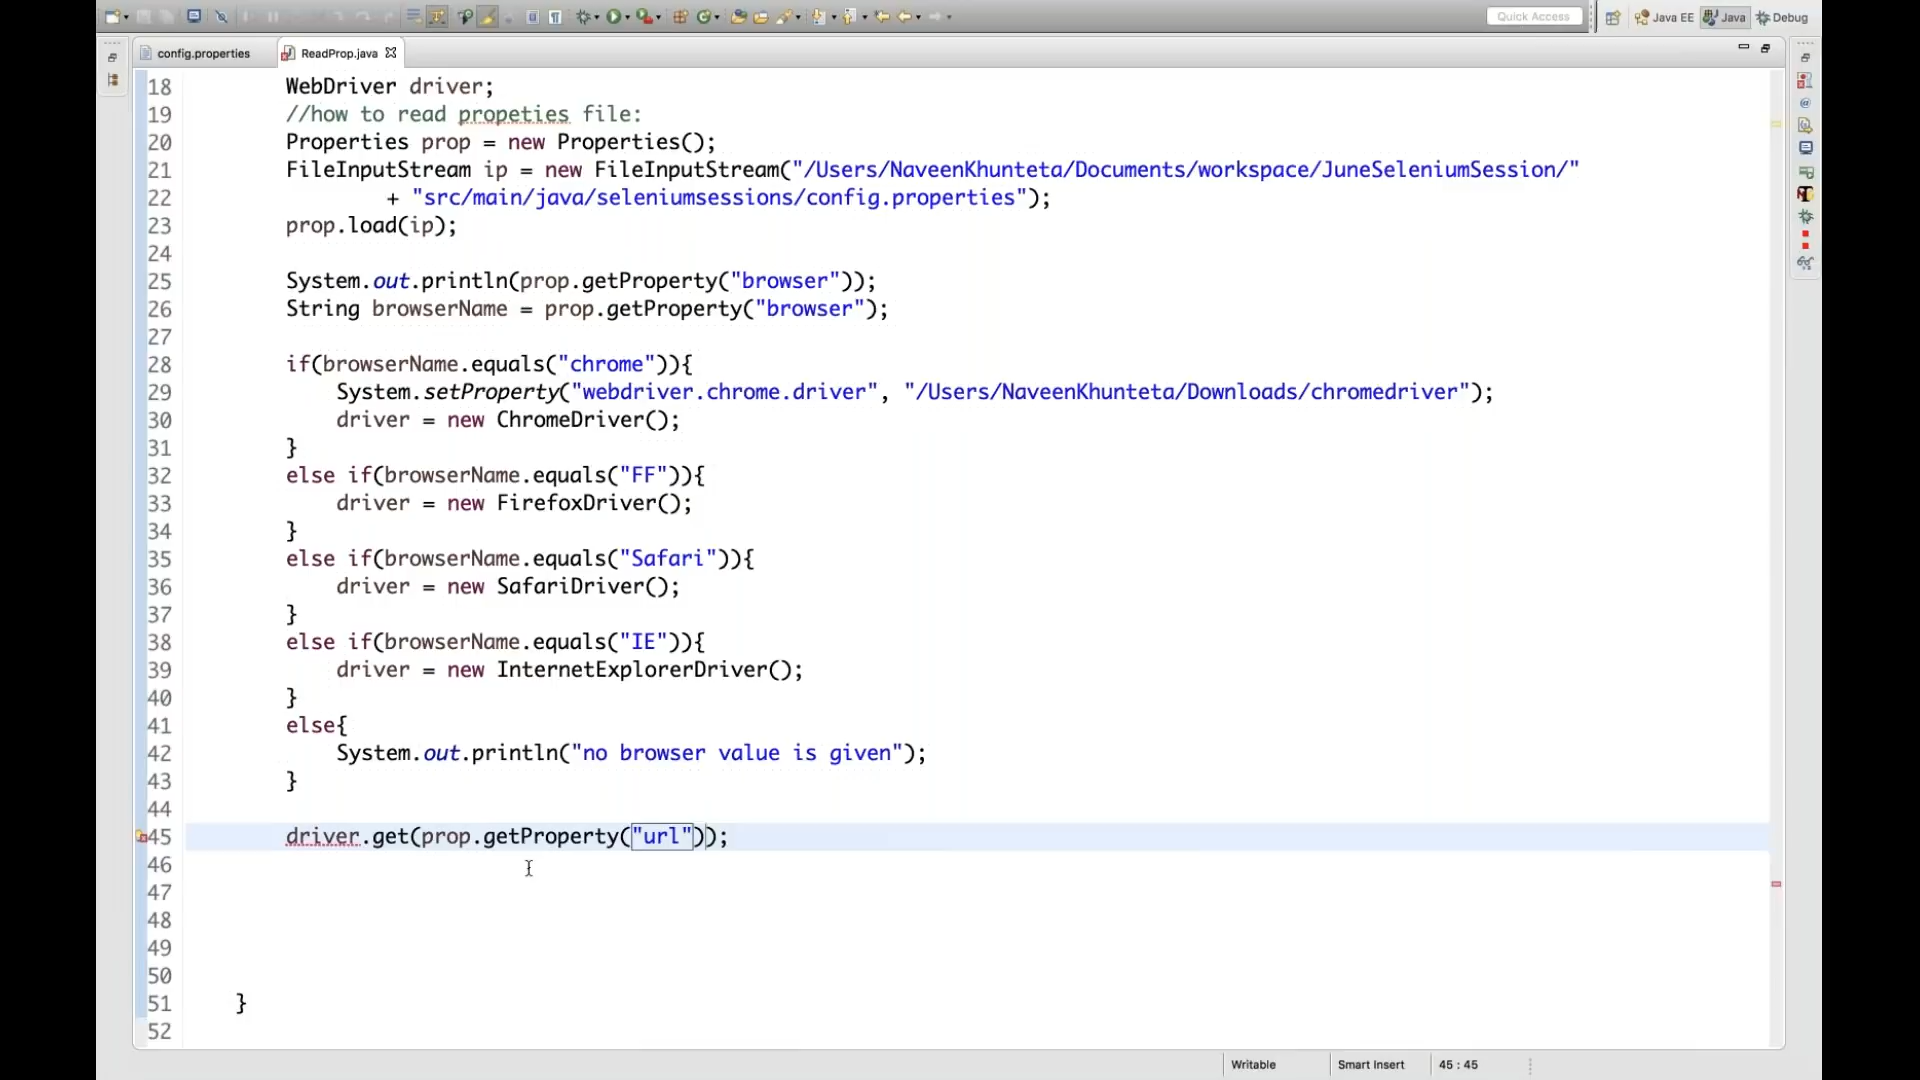 Quick Access
Java EE
Java
Debug
config.properties
ReadProp.java
18 WebDriver driver;
19 //how to read propeties file:
20 Properties prop = new Properties();
21 FileInputStream ip = new FileInputStream("/Users/NaveenKhunteta/Documents/workspace/JuneSeleniumSession/"
22 + "src/main/java/seleniumsessions/config.properties");
23 prop.load(ip);
24
25 System.out.println(prop.getProperty("browser"));
26 String browserName = prop.getProperty("browser");
27
28 if(browserName.equals("chrome")){
29 System.setProperty("webdriver.chrome.driver", "/Users/NaveenKhunteta/Downloads/chromedriver");
30 driver = new ChromeDriver();
31 }
32 else if(browserName.equals("FF")){
33 driver = new FirefoxDriver();
34 }
35 else if(browserName.equals("Safari")){
36 driver = new SafariDriver();
37 }
38 else if(browserName.equals("IE")){
39 driver = new InternetExplorerDriver();
40 }
41 else{
42 System.out.println("no browser value is given");
43 }
44
45 driver.get(prop.getProperty("url"));
46
47
48
49
50
51 }
52
Writable
Smart Insert
45 : 45